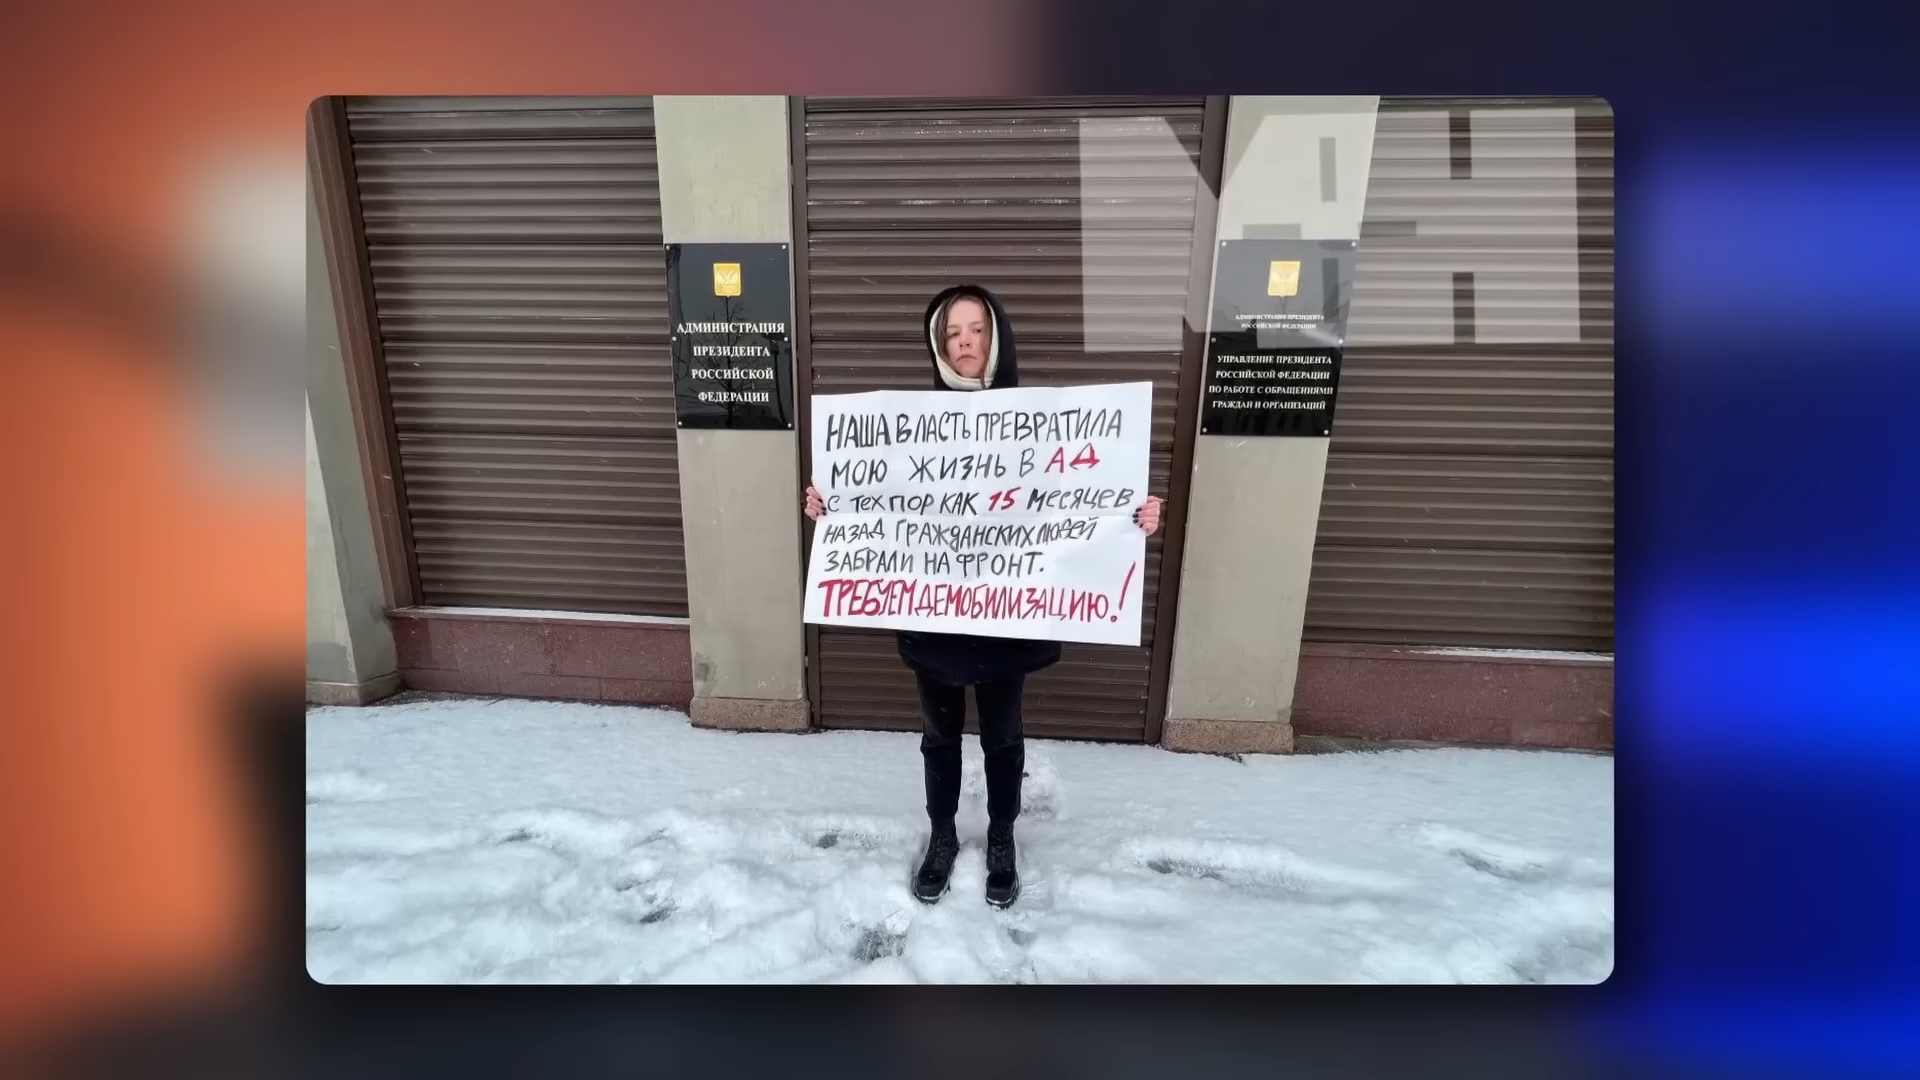 АДМИНИСТРАЦИЯ
ПРЕЗИДЕНТА
РОССИЙСКОЙ
ФЕДЕРАЦИИ
НАША ВЛАСТЬ ПРЕВРАТИЛА
МОЮ ЖИЗНЬ В АД
С ТЕХ ПОР КАК 15 МЕСЯЦЕВ
НАЗАД ГРАЖДАНСКИХ ЛЮДЕЙ
ЗАБРАЛИ НА ФРОНТ.
ТРЕБУЕМ ДЕМОБИЛИЗАЦИЮ!
АДМИНИСТРАЦИЯ ПРЕЗИДЕНТА
РОССИЙСКОЙ ФЕДЕРАЦИИ
УПРАВЛЕНИЕ ПРЕЗИДЕНТА
РОССИЙСКОЙ ФЕДЕРАЦИИ
ПО РАБОТЕ С ОБРАЩЕНИЯМИ
ГРАЖДАН И ОРГАНИЗАЦИЙ